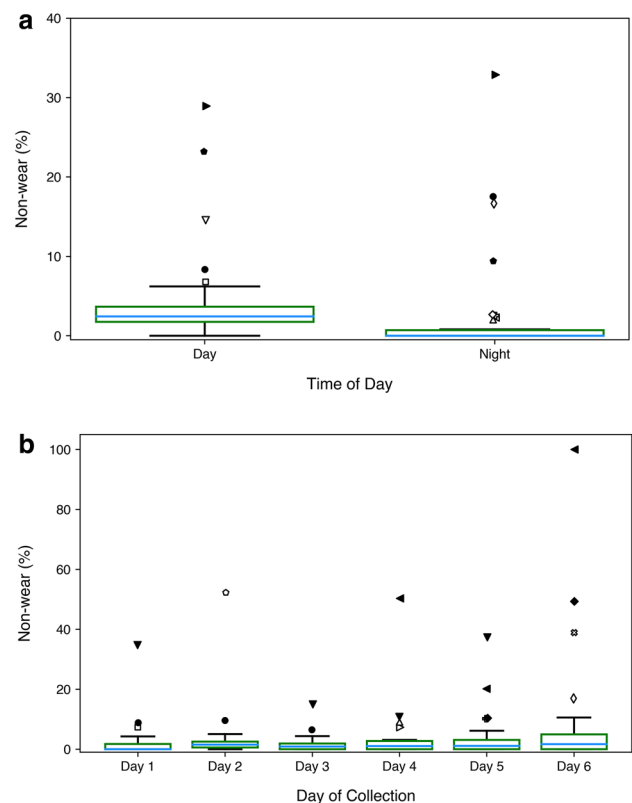 a
40
30
20
10
0
Non-wear (%)
Day Night
Time of Day
b
100
80
60
40
20
0
Non-wear (%)
Day 1 Day 2 Day 3 Day 4 Day 5 Day 6
Day of Collection